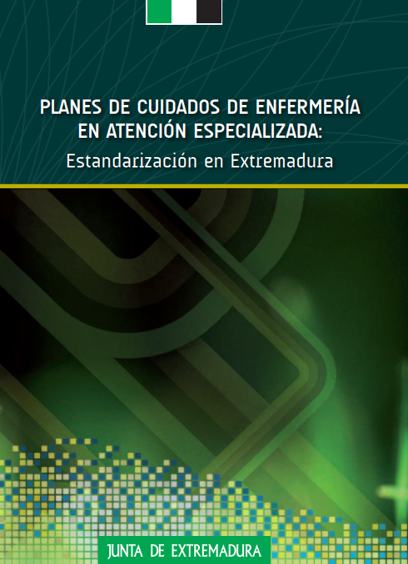 PLANES DE CUIDADOS DE ENFERMERÍA
EN ATENCIÓN ESPECIALIZADA:
Estandarización en Extremadura
JUNTA DE EXTREMADURA